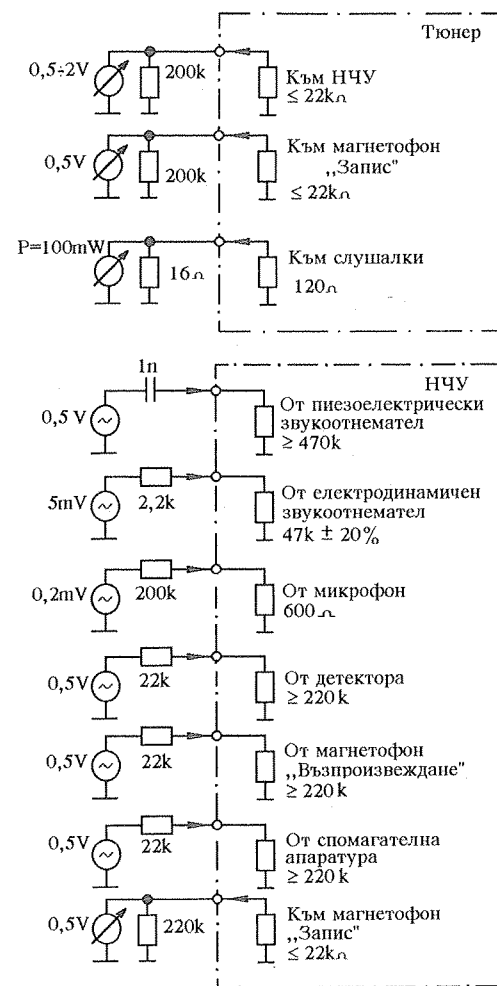 Тюнер
0,5÷2V
200k
Към НЧУ
≤ 22kΩ
0,5V
200k
Към магнетофон
,,Запис"
≤ 22kΩ
P=100mW
16Ω
Към слушалки
120Ω
НЧУ
1n
0,5 V
От пиезоелектрически
звукоотнемател
≥ 470k
5mV
2,2k
От електродинамичен
звукоотнемател
47k ± 20%
0,2mV
200k
От микрофон
600Ω
0,5V
22k
От детектора
≥ 220 k
0,5V
22k
От магнетофон
,,Възпроизвеждане"
≥ 220 k
0,5V
22k
От спомагателна
апаратура
≥ 220 k
0,5V
220k
Към магнетофон
,,Запис"
≤ 22kΩ